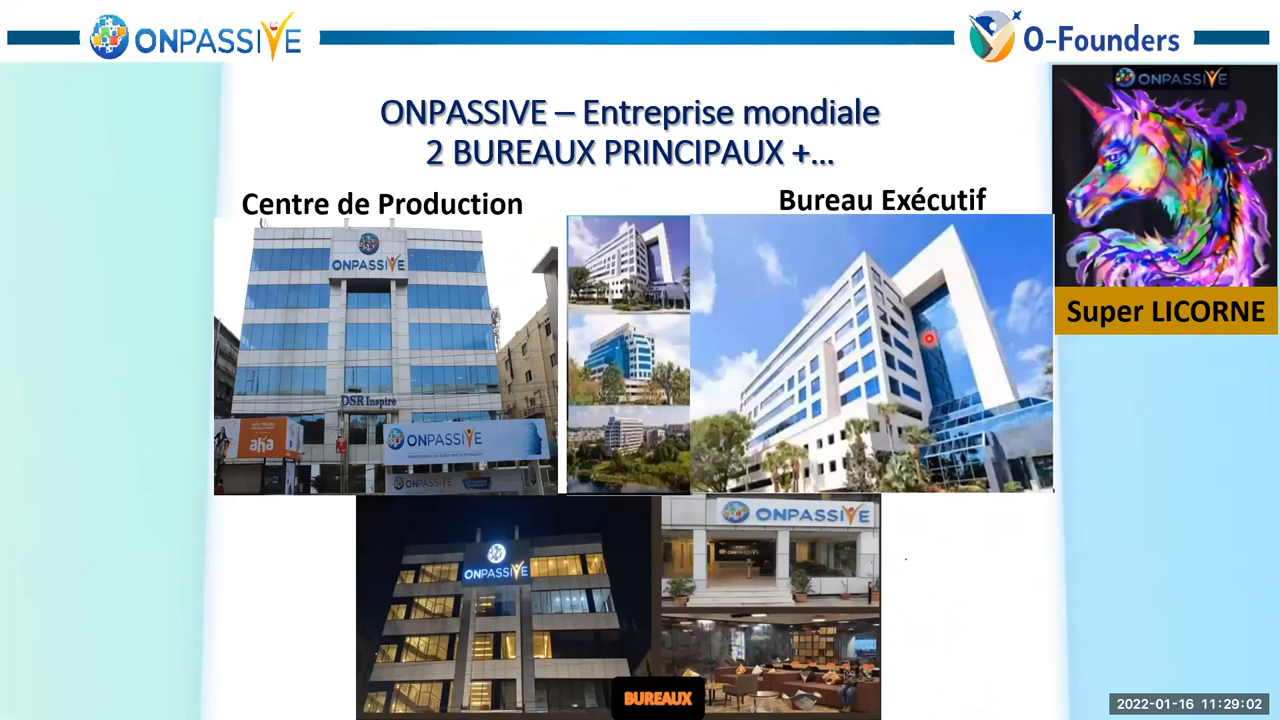 ONPASSIVE
O-Founders
ONPASSIVE
ONPASSIVE – Entreprise mondiale
2 BUREAUX PRINCIPAUX +...
Centre de Production
Bureau Exécutif
ONPASSIVE
Super LICORNE
DSR Inspire
aha
ONPASSIVE
ONPASSIVE
ONPASSIVE
ONPASSIVE
ONPASSIVE
BUREAUX
2022-01-16 11:29:02